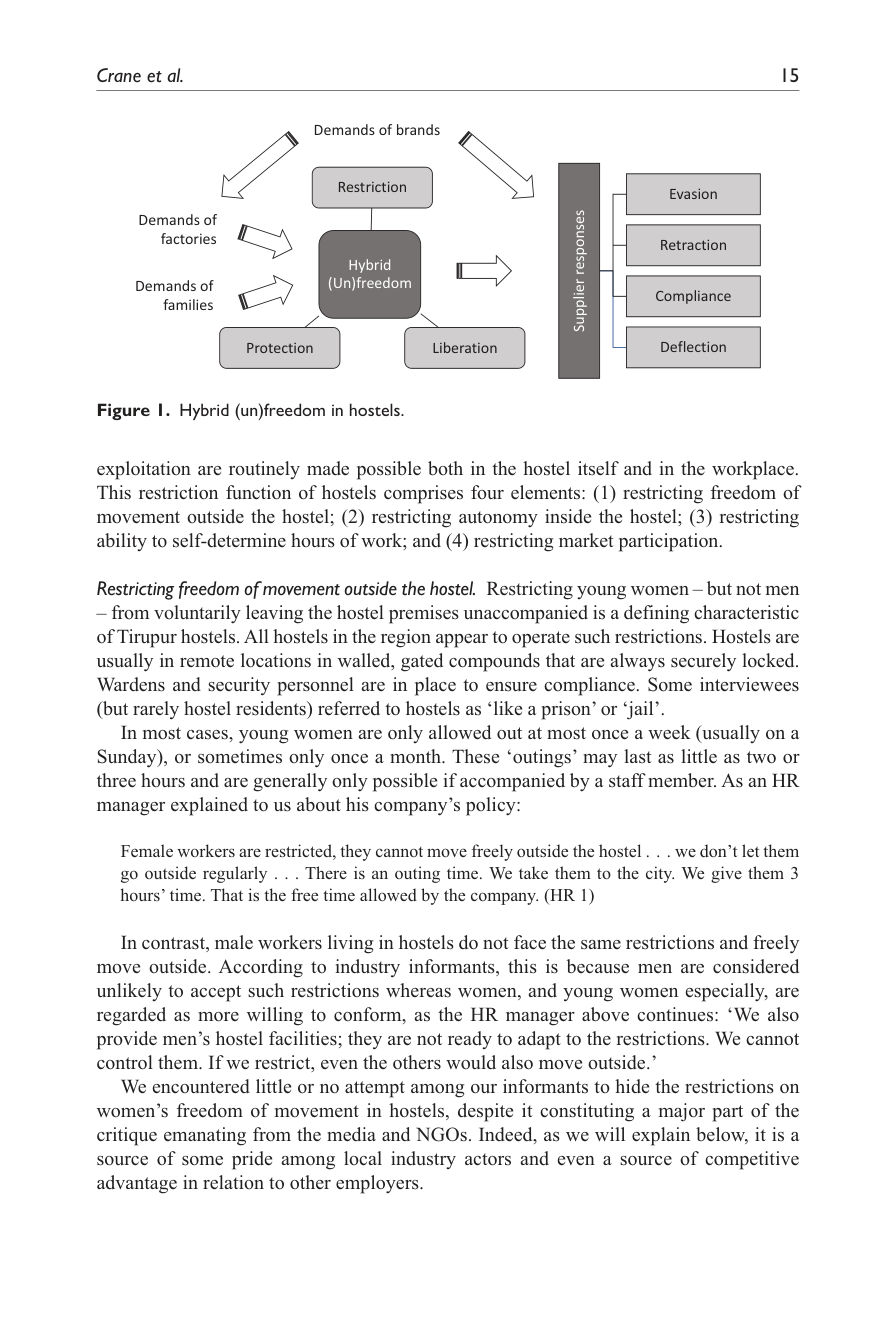 Crane et al. 15
Demands of brands
Restriction
Demands of
factories
Hybrid
(Un)freedom
Demands of
families
Protection
Liberation
Supplier responses
Evasion
Retraction
Compliance
Deflection
Figure 1. Hybrid (un)freedom in hostels.
exploitation are routinely made possible both in the hostel itself and in the workplace.
This restriction function of hostels comprises four elements: (1) restricting freedom of
movement outside the hostel; (2) restricting autonomy inside the hostel; (3) restricting
ability to self-determine hours of work; and (4) restricting market participation.
Restricting freedom of movement outside the hostel. Restricting young women – but not men
– from voluntarily leaving the hostel premises unaccompanied is a defining characteristic
of Tirupur hostels. All hostels in the region appear to operate such restrictions. Hostels are
usually in remote locations in walled, gated compounds that are always securely locked.
Wardens and security personnel are in place to ensure compliance. Some interviewees
(but rarely hostel residents) referred to hostels as ‘like a prison’ or ‘jail’.
In most cases, young women are only allowed out at most once a week (usually on a
Sunday), or sometimes only once a month. These ‘outings’ may last as little as two or
three hours and are generally only possible if accompanied by a staff member. As an HR
manager explained to us about his company’s policy:
Female workers are restricted, they cannot move freely outside the hostel . . . we don’t let them
go outside regularly . . . There is an outing time. We take them to the city. We give them 3
hours’ time. That is the free time allowed by the company. (HR 1)
In contrast, male workers living in hostels do not face the same restrictions and freely
move outside. According to industry informants, this is because men are considered
unlikely to accept such restrictions whereas women, and young women especially, are
regarded as more willing to conform, as the HR manager above continues: ‘We also
provide men’s hostel facilities; they are not ready to adapt to the restrictions. We cannot
control them. If we restrict, even the others would also move outside.’
We encountered little or no attempt among our informants to hide the restrictions on
women’s freedom of movement in hostels, despite it constituting a major part of the
critique emanating from the media and NGOs. Indeed, as we will explain below, it is a
source of some pride among local industry actors and even a source of competitive
advantage in relation to other employers.